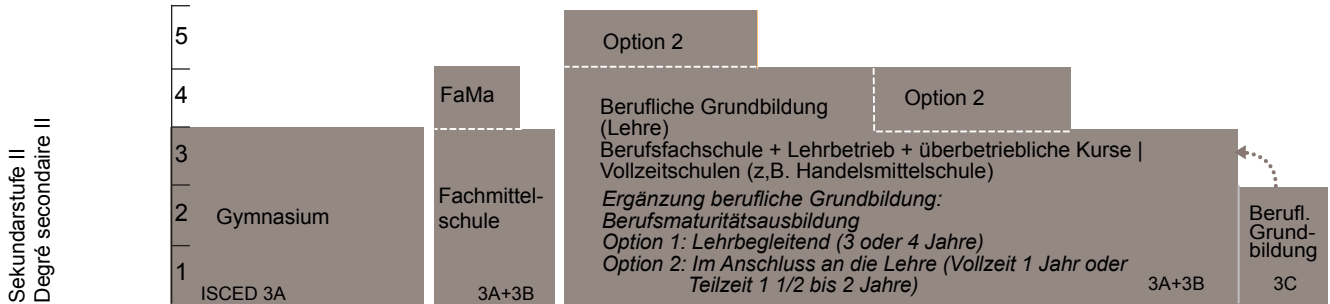 Sekundarstufe II
Degré secondaire II
5
4
3
2
1
Gymnasium
ISCED 3A
FaMa
Fachmittel-
schule
3A+3B
Option 2
Option 2
Berufliche Grundbildung
(Lehre)
Berufsfachschule + Lehrbetrieb + überbetriebliche Kurse |
Vollzeitschulen (z,B. Handelsmittelschule)
Ergänzung berufliche Grundbildung:
Berufsmaturitätsausbildung
Option 1: Lehrbegleitend (3 oder 4 Jahre)
Option 2: Im Anschluss an die Lehre (Vollzeit 1 Jahr oder
Teilzeit 1 1/2 bis 2 Jahre)
3A+3B
Berufl.
Grund-
bildung
3C